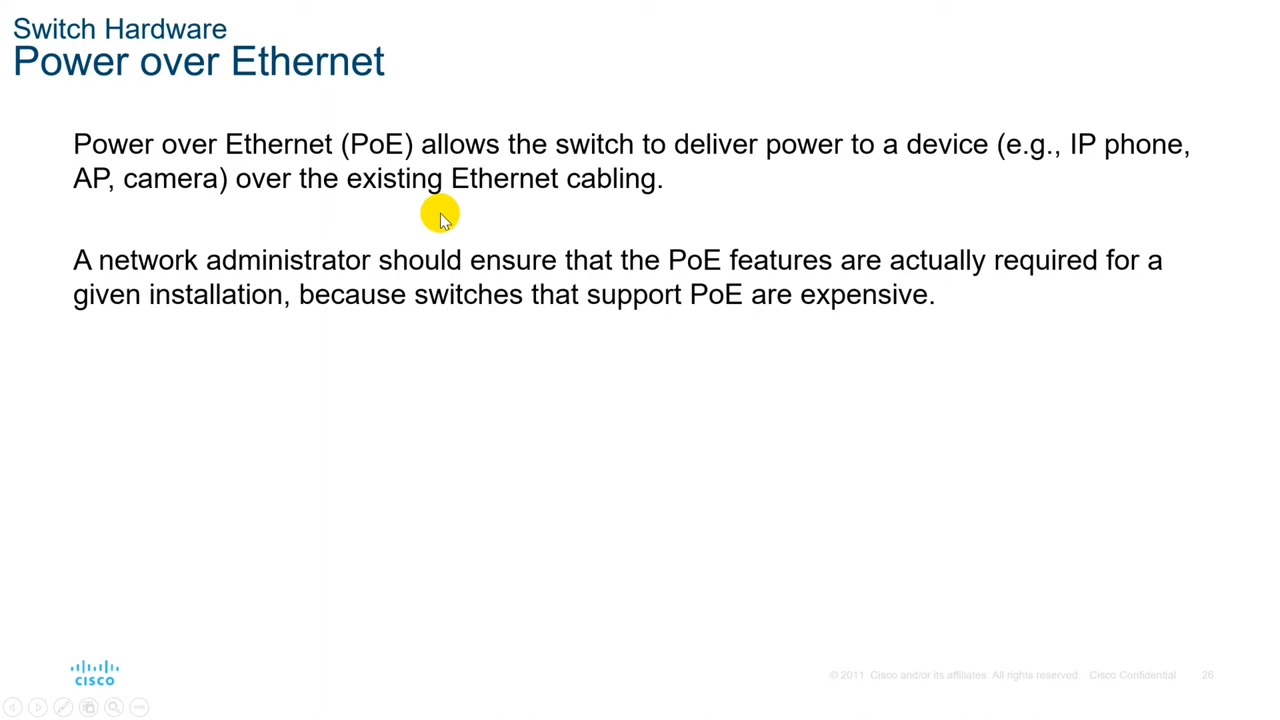 Switch Hardware
Power over Ethernet
Power over Ethernet (PoE) allows the switch to deliver power to a device (e.g., IP phone,
AP, camera) over the existing Ethernet cabling.
A network administrator should ensure that the PoE features are actually required for a
given installation, because switches that support PoE are expensive.
CISCO
© 2011 Cisco and/or its affiliates. All rights reserved. Cisco Confidential 26